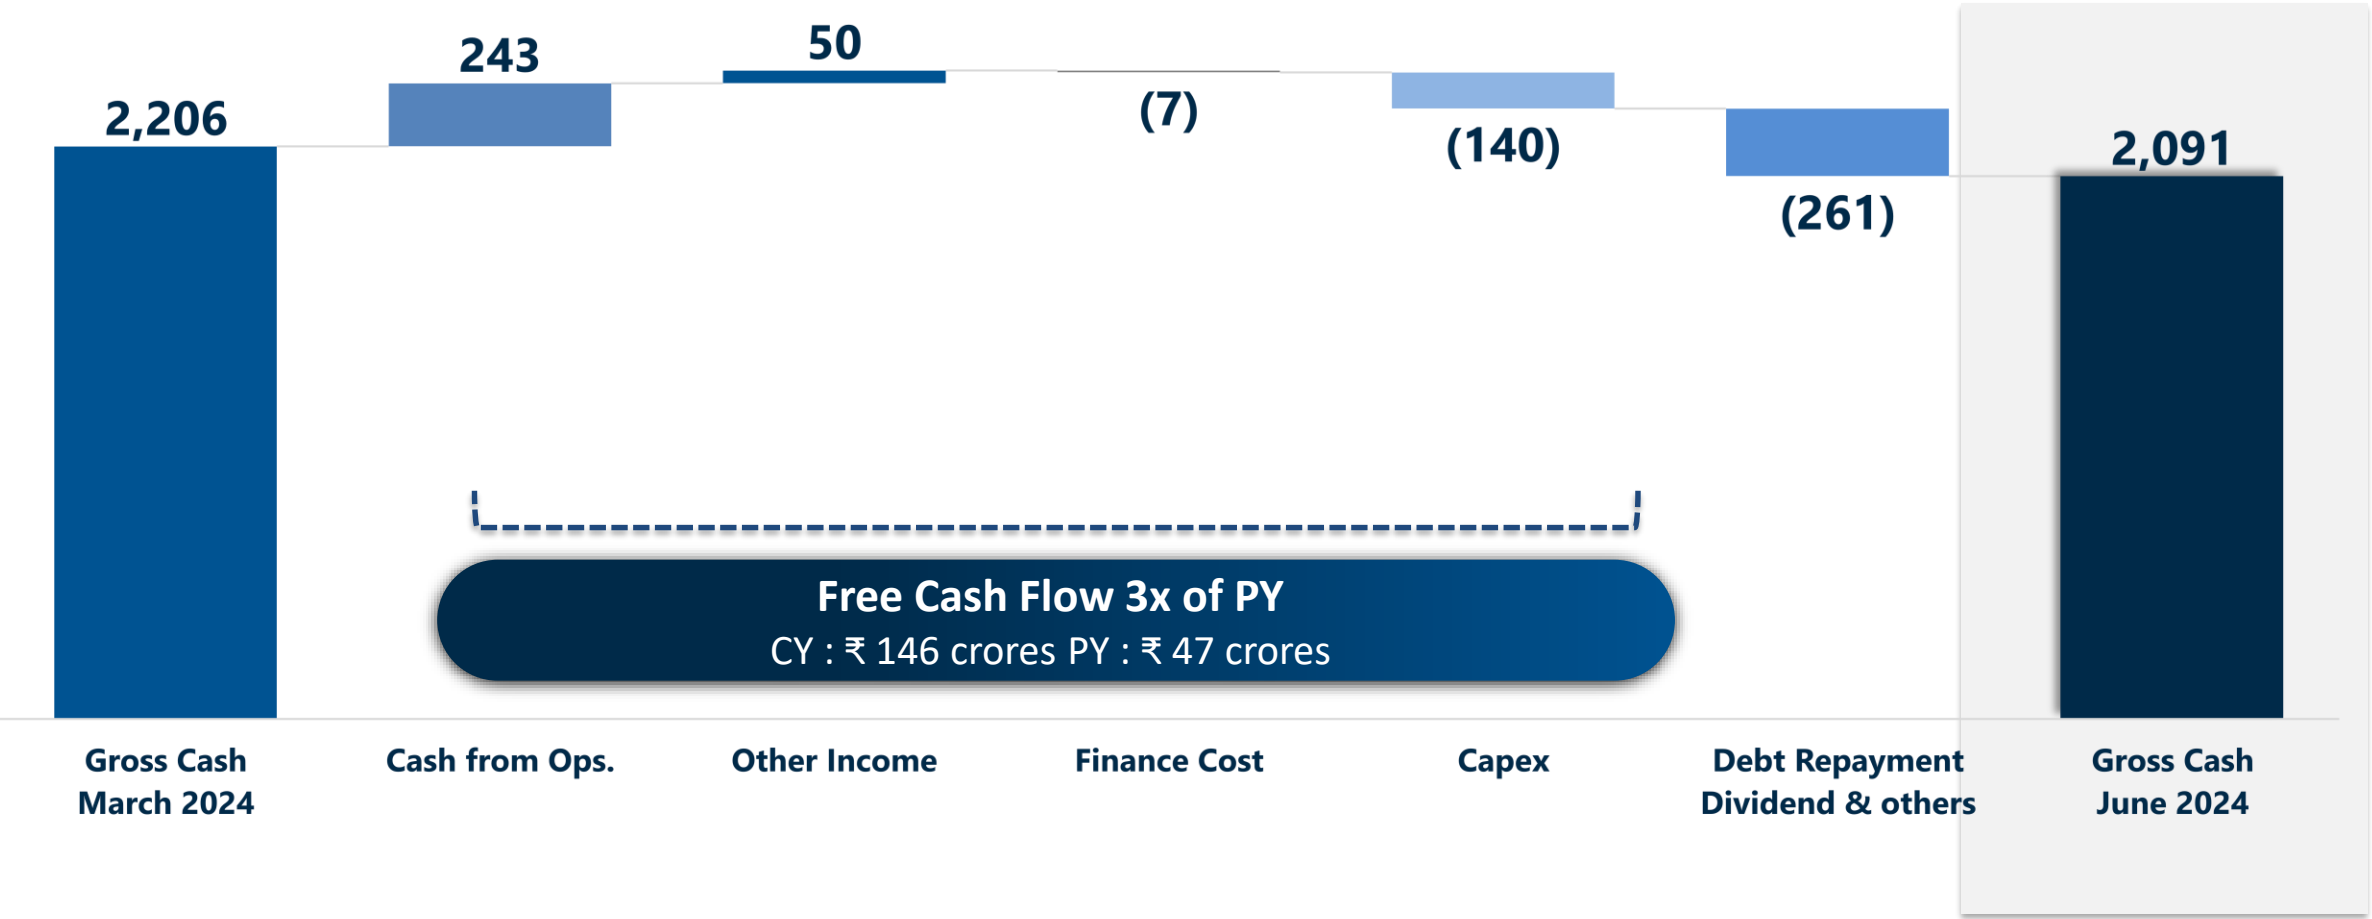 2,206
243
50
(7)
(140)
(261)
2,091
Free Cash Flow 3x of PY
CY : ₹ 146 crores PY : ₹ 47 crores
Gross Cash
March 2024
Cash from Ops.
Other Income
Finance Cost
Capex
Debt Repayment
Dividend & others
Gross Cash
June 2024